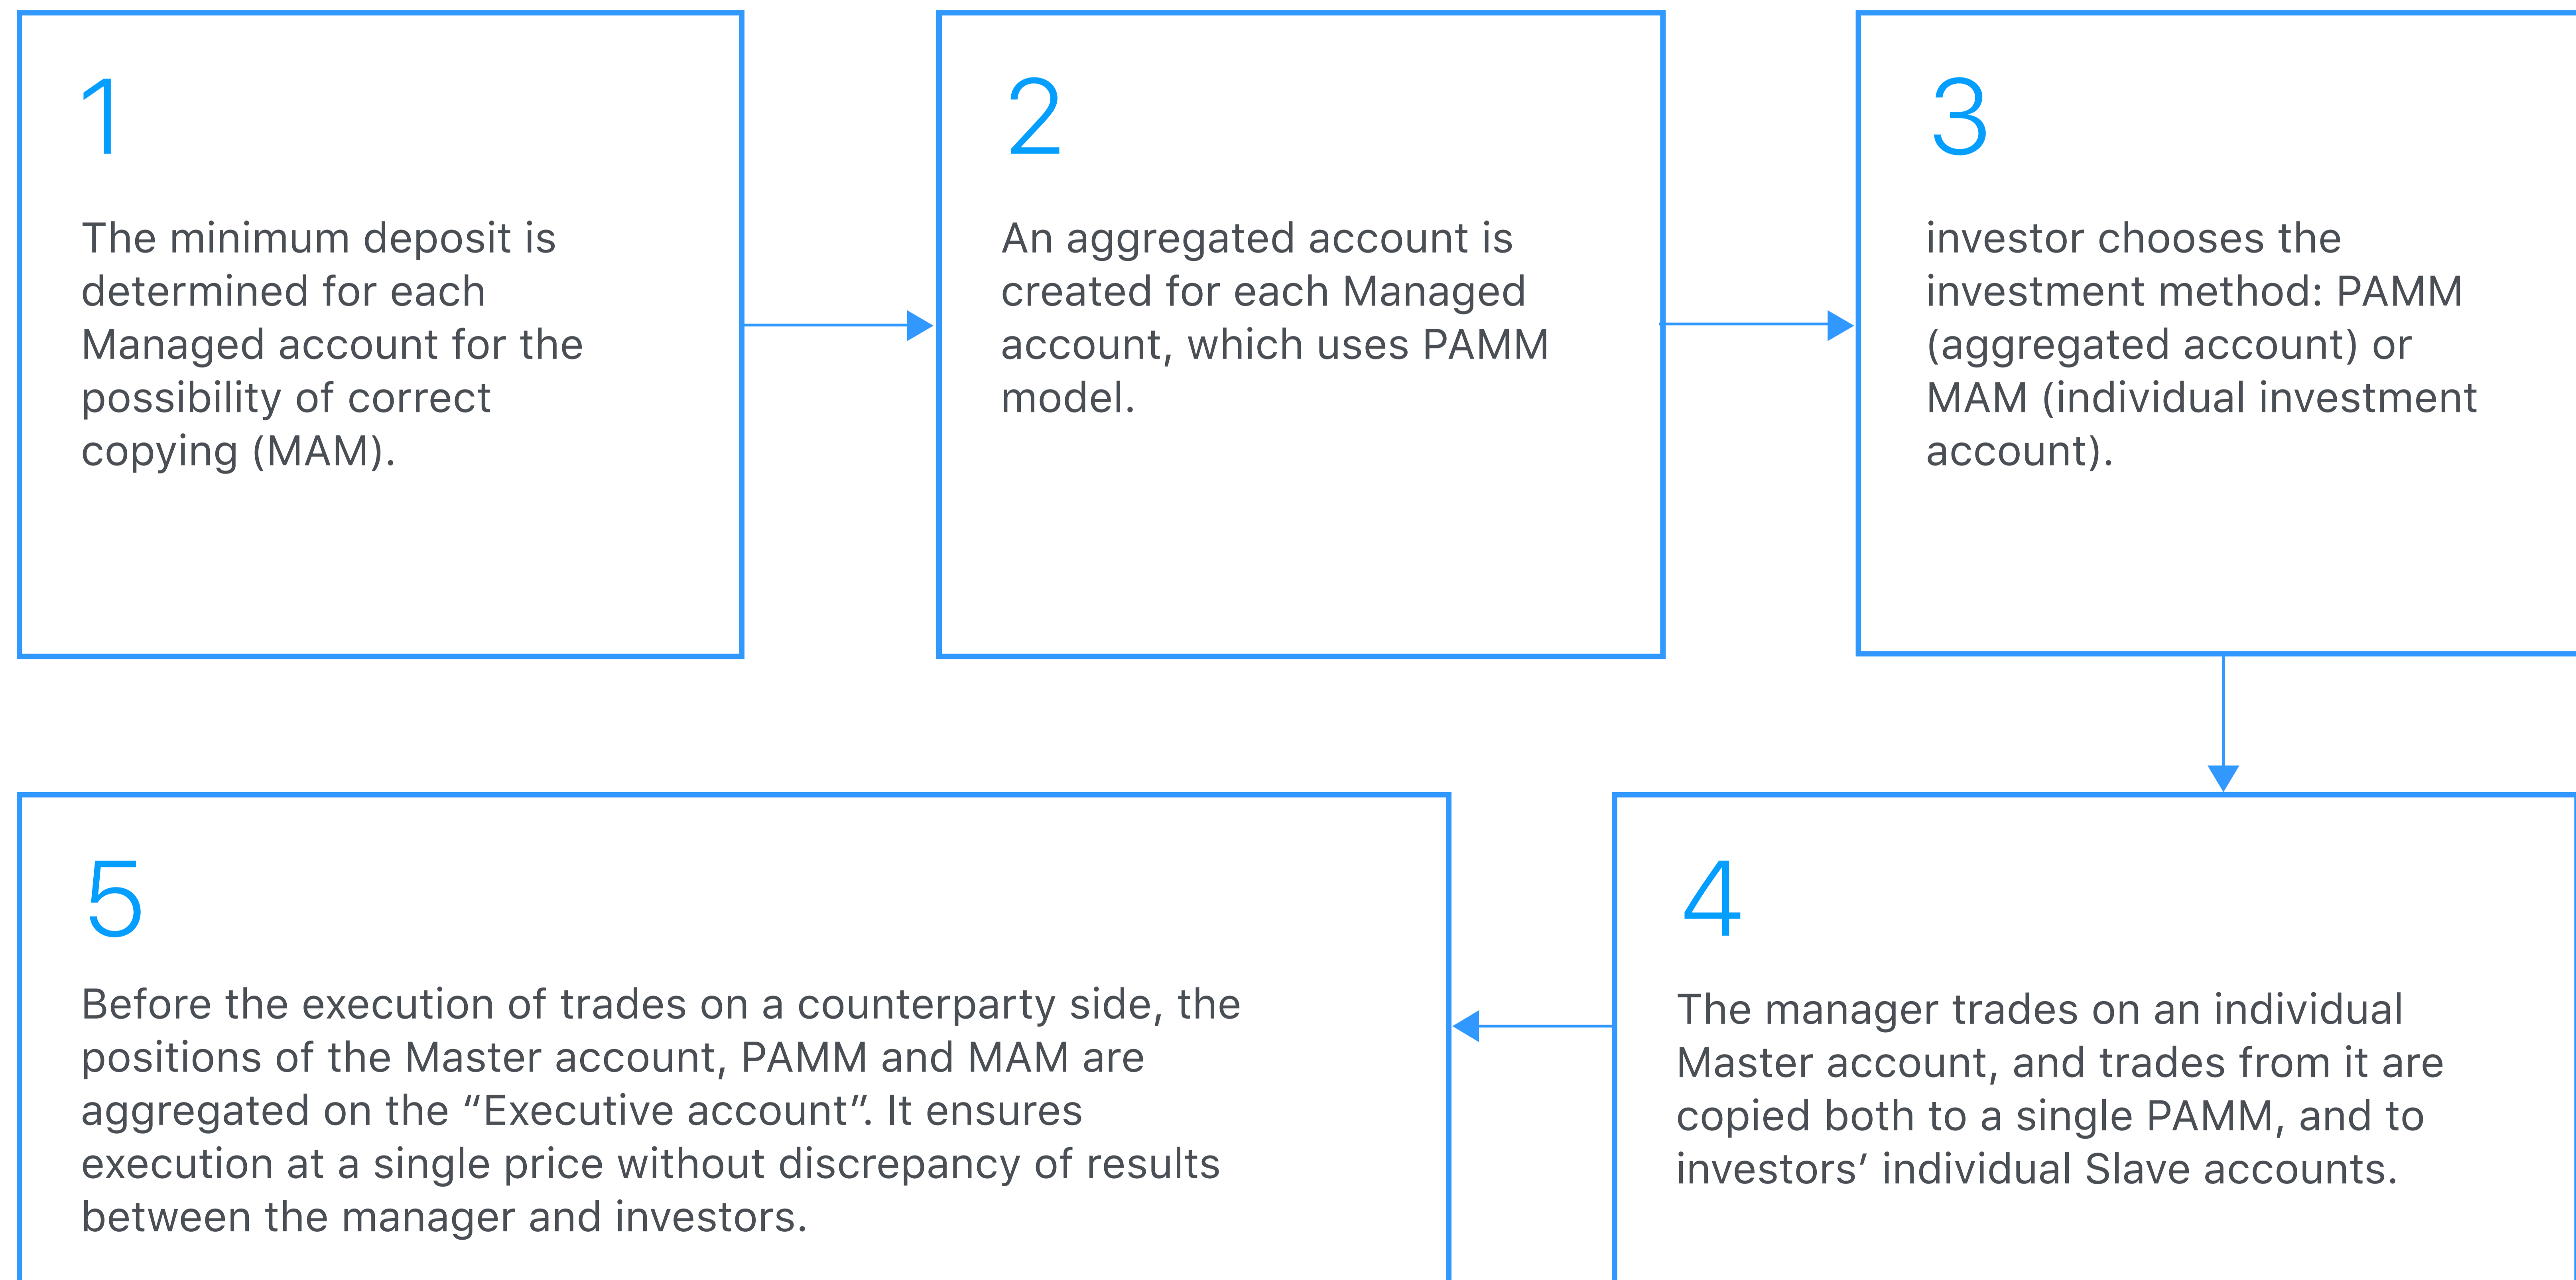 1
The minimum deposit is
determined for each
Managed account for the
possibility of correct
copying (MAM).
2
An aggregated account is
created for each Managed
account, which uses PAMM
model.
3
investor chooses the
investment method: PAMM
(aggregated account) or
MAM (individual investment
account).
4
The manager trades on an individual
Master account, and trades from it are
copied both to a single PAMM, and to
investors’ individual Slave accounts.
5
Before the execution of trades on a counterparty side, the
positions of the Master account, PAMM and MAM are
aggregated on the “Executive account”. It ensures
execution at a single price without discrepancy of results
between the manager and investors.